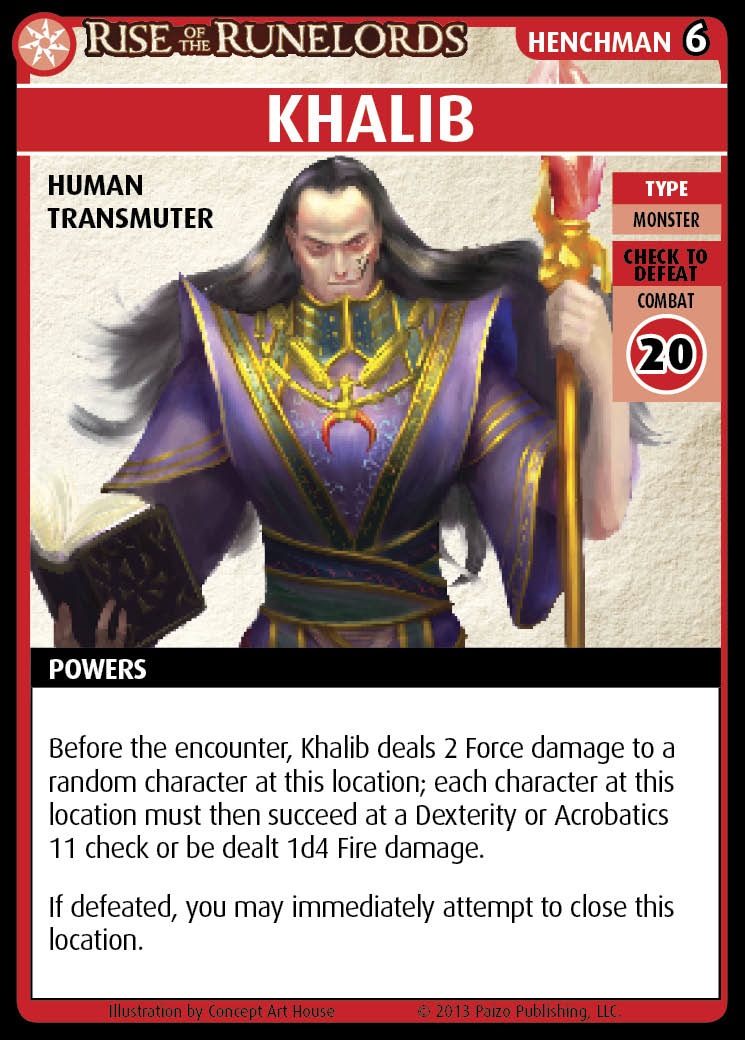 RISE OF THE RUNELORDS
HENCHMAN 6
KHALIB
HUMAN
TRANSMUTER
TYPE
MONSTER
CHECK TO
DEFEAT
COMBAT
20
POWERS
Before the encounter, Khalib deals 2 Force damage to a
random character at this location; each character at this
location must then succeed at a Dexterity or Acrobatics
11 check or be dealt 1d4 Fire damage.
If defeated, you may immediately attempt to close this
location.
Illustration by Concept Art House © 2013 Paizo Publishing, LLC.